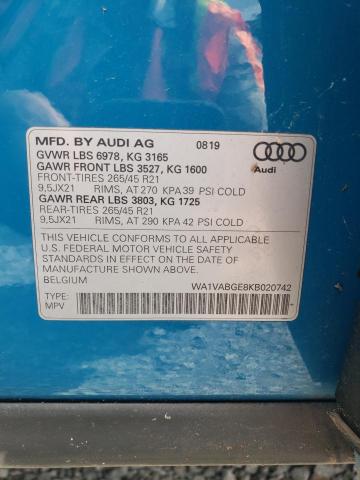 MFD. BY AUDI AG 0819
GVWR LBS 6978, KG 3165
GAWR FRONT LBS 3527, KG 1600
FRONT-TIRES 265/45 R21
9,5JX21 RIMS, AT 270 KPA 39 PSI COLD
GAWR REAR LBS 3803, KG 1725
REAR-TIRES 265/45 R21
9,5JX21 RIMS, AT 290 KPA 42 PSI COLD
Audi
THIS VEHICLE CONFORMS TO ALL APPLICABLE
U.S. FEDERAL MOTOR VEHICLE SAFETY
STANDARDS IN EFFECT ON THE DATE OF
MANUFACTURE SHOWN ABOVE.
BELGIUM
WA1VABGE8KB020742
TYPE:
MPV